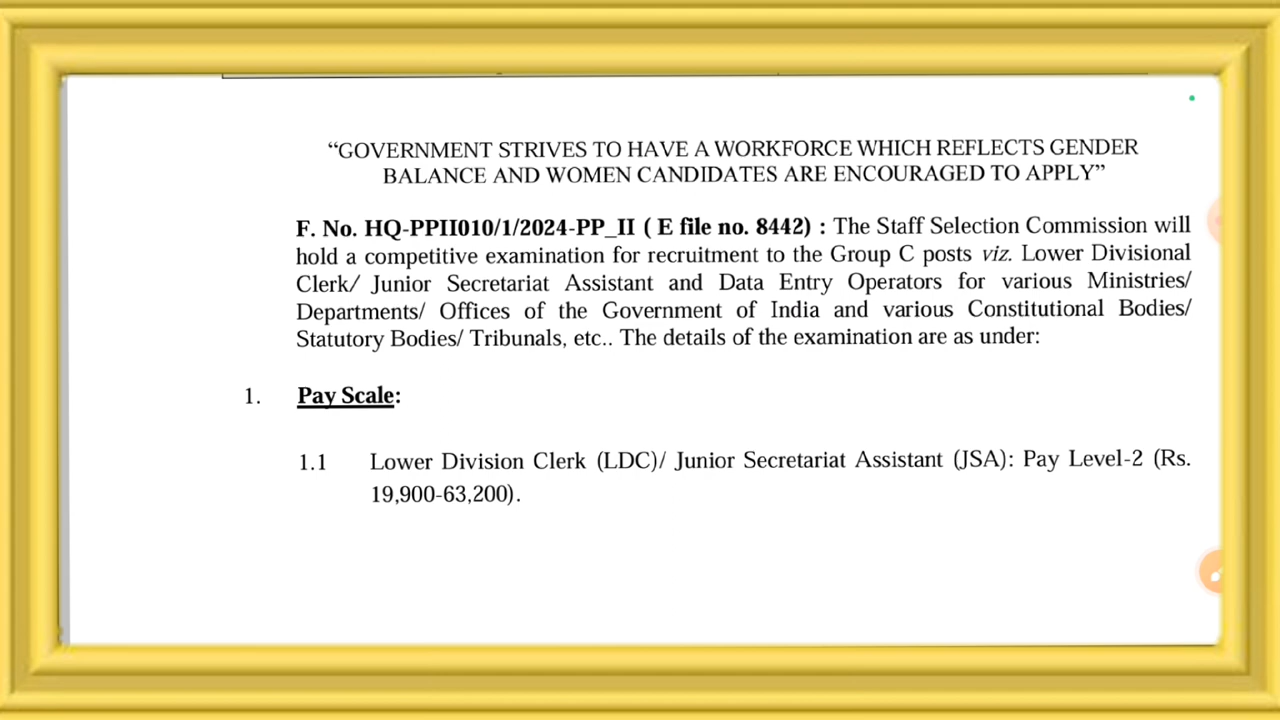 “GOVERNMENT STRIVES TO HAVE A WORKFORCE WHICH REFLECTS GENDER
BALANCE AND WOMEN CANDIDATES ARE ENCOURAGED TO APPLY”
F. No. HQ-PPII010/1/2024-PP_II ( E file no. 8442) : The Staff Selection Commission will
hold a competitive examination for recruitment to the Group C posts viz. Lower Divisional
Clerk/ Junior Secretariat Assistant and Data Entry Operators for various Ministries/
Departments/ Offices of the Government of India and various Constitutional Bodies/
Statutory Bodies/ Tribunals, etc.. The details of the examination are as under:
1. Pay Scale:
1.1 Lower Division Clerk (LDC)/ Junior Secretariat Assistant (JSA): Pay Level-2 (Rs.
19,900-63,200).